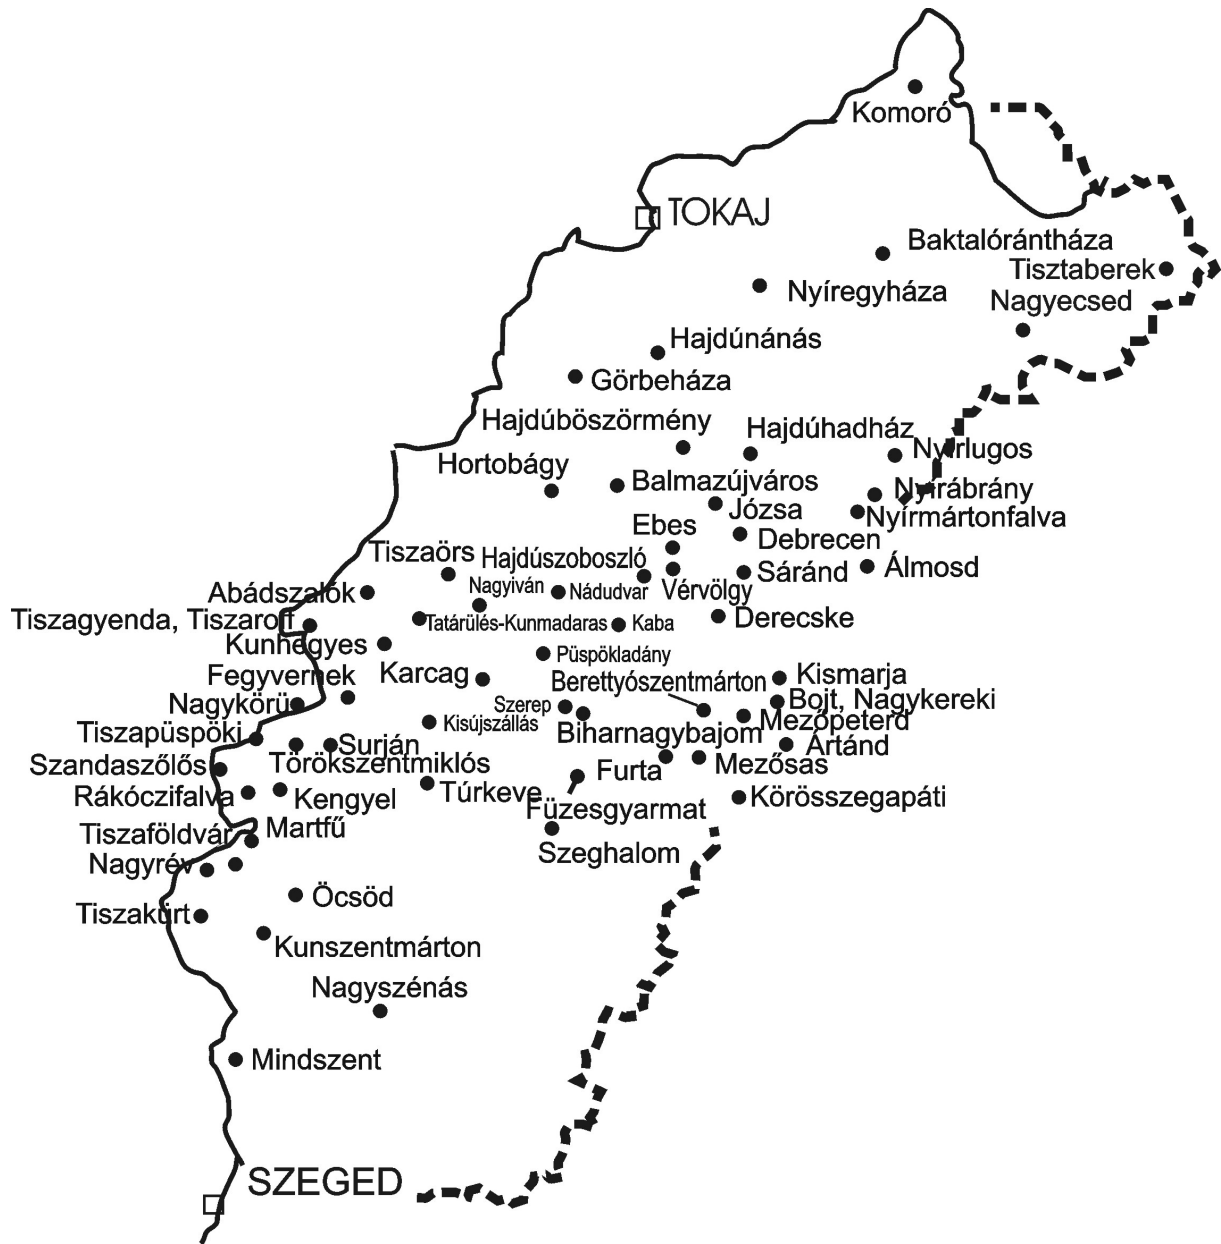 Komoró
TOKAJ
Baktalórántháza
Tisztaberek
Nyíregyháza
Nagyecsed
Hajdúnánás
Görbeháza
Hajdúböszörmény
Hajdúhadház
Nyírlugos
Hortobágy
Balmazújváros
Nyírábrány
Józsa
Nyírmártonfalva
Ebes
Debrecen
Tiszaörs
Hajdúszoboszló
Sáránd
Álmosd
Nagyiván
Nádudvar
Vérvölgy
Abádszalók
Tiszagyenda, Tiszaroff
Tatárülés-Kunmadaras
Kaba
Derecske
Kunhegyes
Püspökladány
Fegyvernek
Karcag
Berettyószentmárton
Kismarja
Nagykörü
Szerep
Bojt, Nagykereki
Tiszapüspöki
Kisújszállás
Biharnagybajom
Mezőpeterd
Surján
Ártánd
Szandaszőlős
Törökszentmiklós
Furta
Mezősas
Rákóczifalva
Kengyel
Túrkeve
Füzesgyarmat
Körösszegapáti
Tiszaföldvár
Martfű
Szeghalom
Nagyrév
Öcsöd
Tiszakürt
Kunszentmárton
Nagyszénás
Mindszent
SZEGED